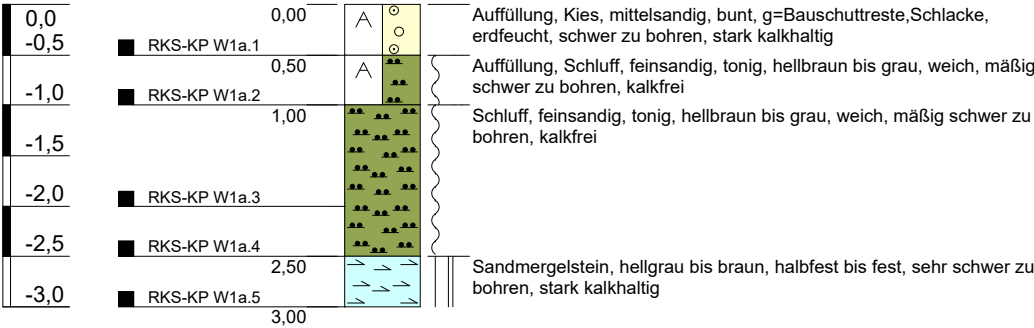 0,0
0,00
Auffüllung, Kies, mittelsandig, bunt, g=Bauschuttreste,Schlacke,
erdfeucht, schwer zu bohren, stark kalkhaltig
A
-0,5
RKS-KP W1a.1
0,50
Auffüllung, Schluff, feinsandig, tonig, hellbraun bis grau, weich, mäßig
schwer zu bohren, kalkfrei
A
-1,0
RKS-KP W1a.2
1,00
Schluff, feinsandig, tonig, hellbraun bis grau, weich, mäßig schwer zu
bohren, kalkfrei
-1,5
-2,0
RKS-KP W1a.3
-2,5
RKS-KP W1a.4
2,50
Sandmergelstein, hellgrau bis braun, halbfest bis fest, sehr schwer zu
bohren, stark kalkhaltig
-3,0
RKS-KP W1a.5
3,00